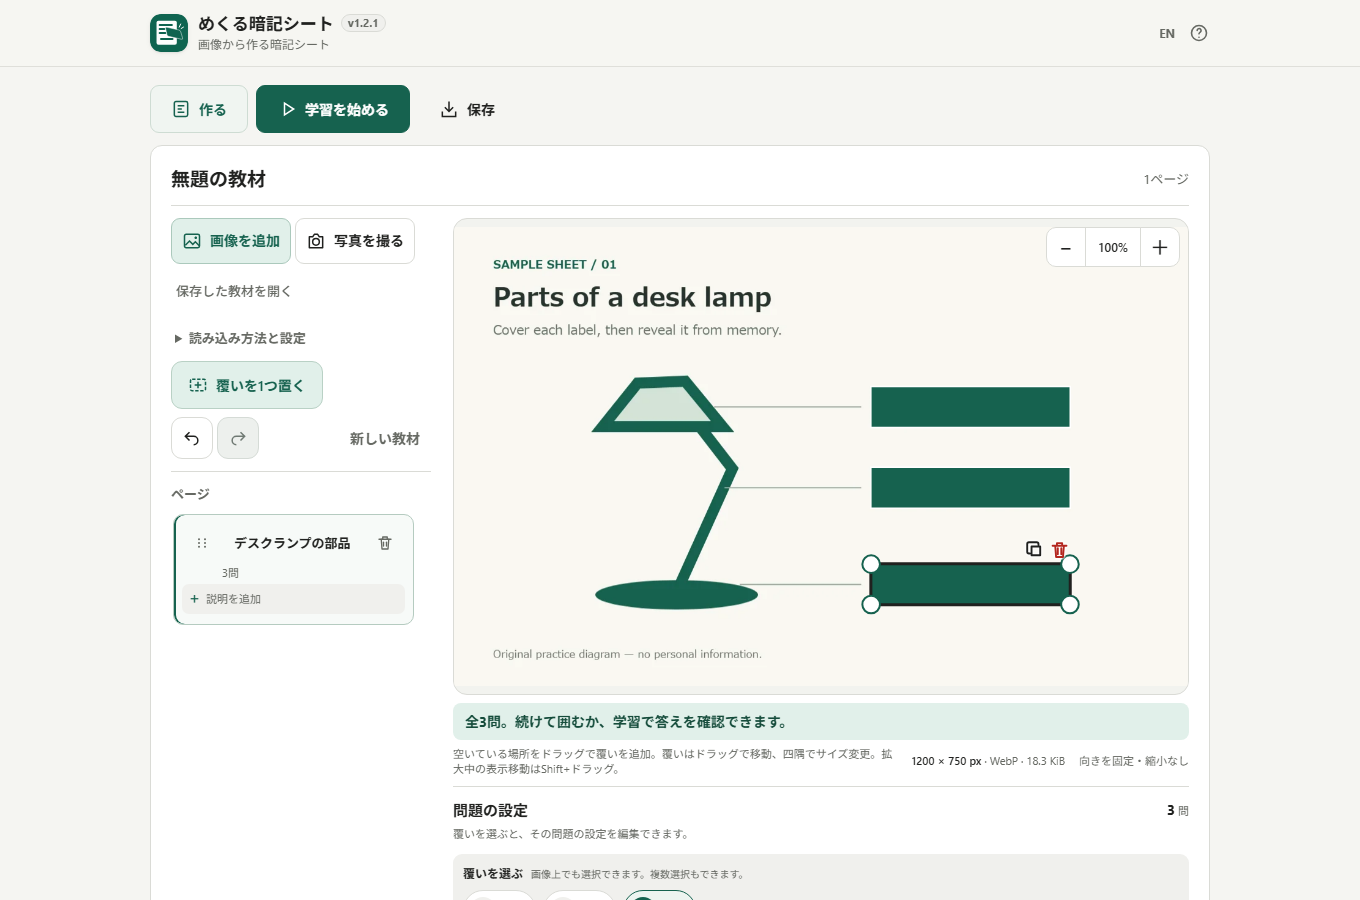 めくる暗記シート v1.2.1
画像から作る暗記シート
EN
作る
学習を始める
保存
無題の教材
1ページ
画像を追加
写真を撮る
保存した教材を開く
読み込み方法と設定
覆いを1つ置く
新しい教材
ページ
デスクランプの部品
3問
+ 説明を追加
100%
SAMPLE SHEET / 01
Parts of a desk lamp
Cover each label, then reveal it from memory.
Original practice diagram — no personal information.
全3問。続けて囲むか、学習で答えを確認できます。
空いている場所をドラッグで覆いを追加。覆いはドラッグで移動、四隅でサイズ変更。拡
大中の表示移動はShift+ドラッグ。
1200 × 750 px · WebP · 18.3 KiB 向きを固定・縮小なし
問題の設定
3 問
覆いを選ぶと、その問題の設定を編集できます。
覆いを選ぶ 画像上でも選択できます。複数選択もできます。